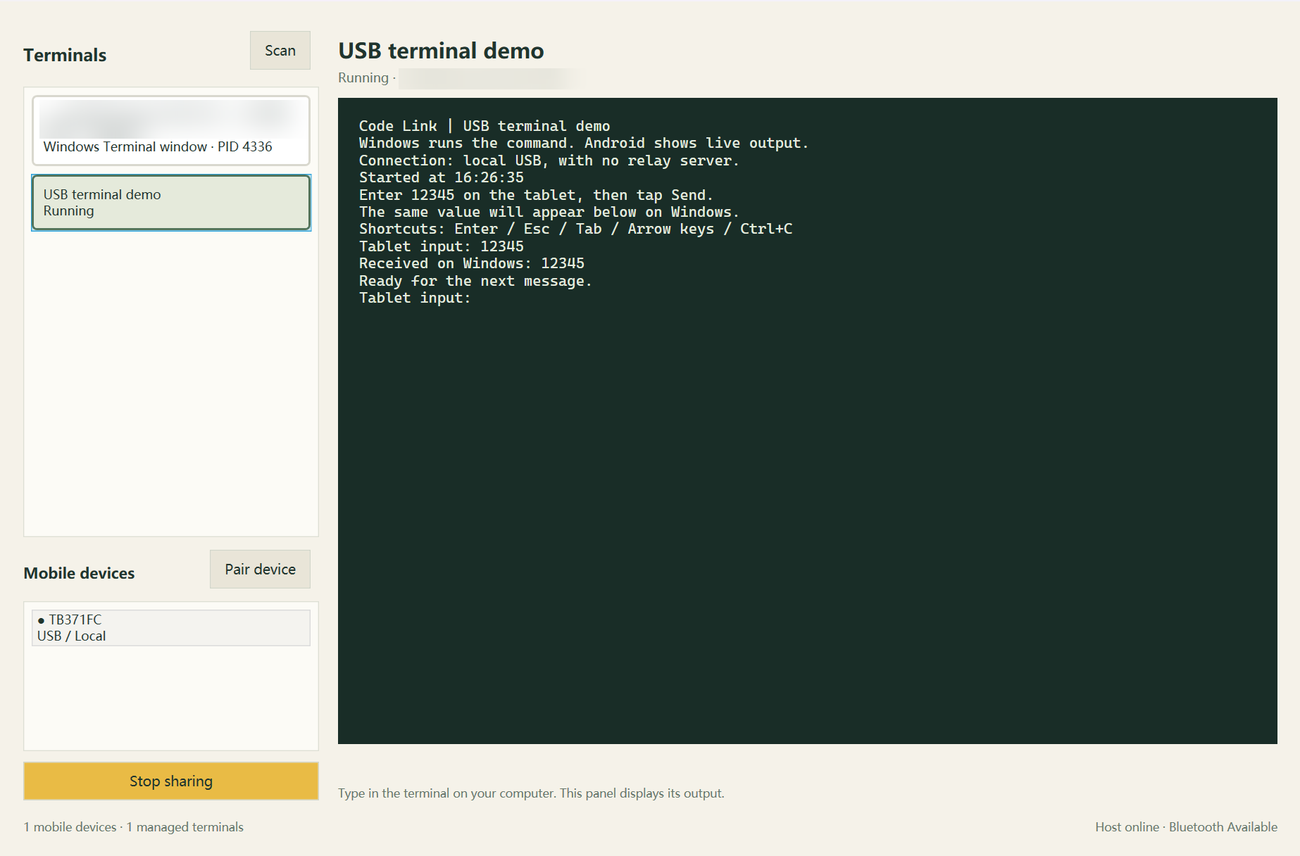 Terminals
Scan
Windows Terminal window · PID 4336
USB terminal demo
Running
Mobile devices
Pair device
● TB371FC
USB / Local
Stop sharing
1 mobile devices · 1 managed terminals
USB terminal demo
Running ·
Code Link | USB terminal demo
Windows runs the command. Android shows live output.
Connection: local USB, with no relay server.
Started at 16:26:35
Enter 12345 on the tablet, then tap Send.
The same value will appear below on Windows.
Shortcuts: Enter / Esc / Tab / Arrow keys / Ctrl+C
Tablet input: 12345
Received on Windows: 12345
Ready for the next message.
Tablet input:
Type in the terminal on your computer. This panel displays its output.
Host online · Bluetooth Available